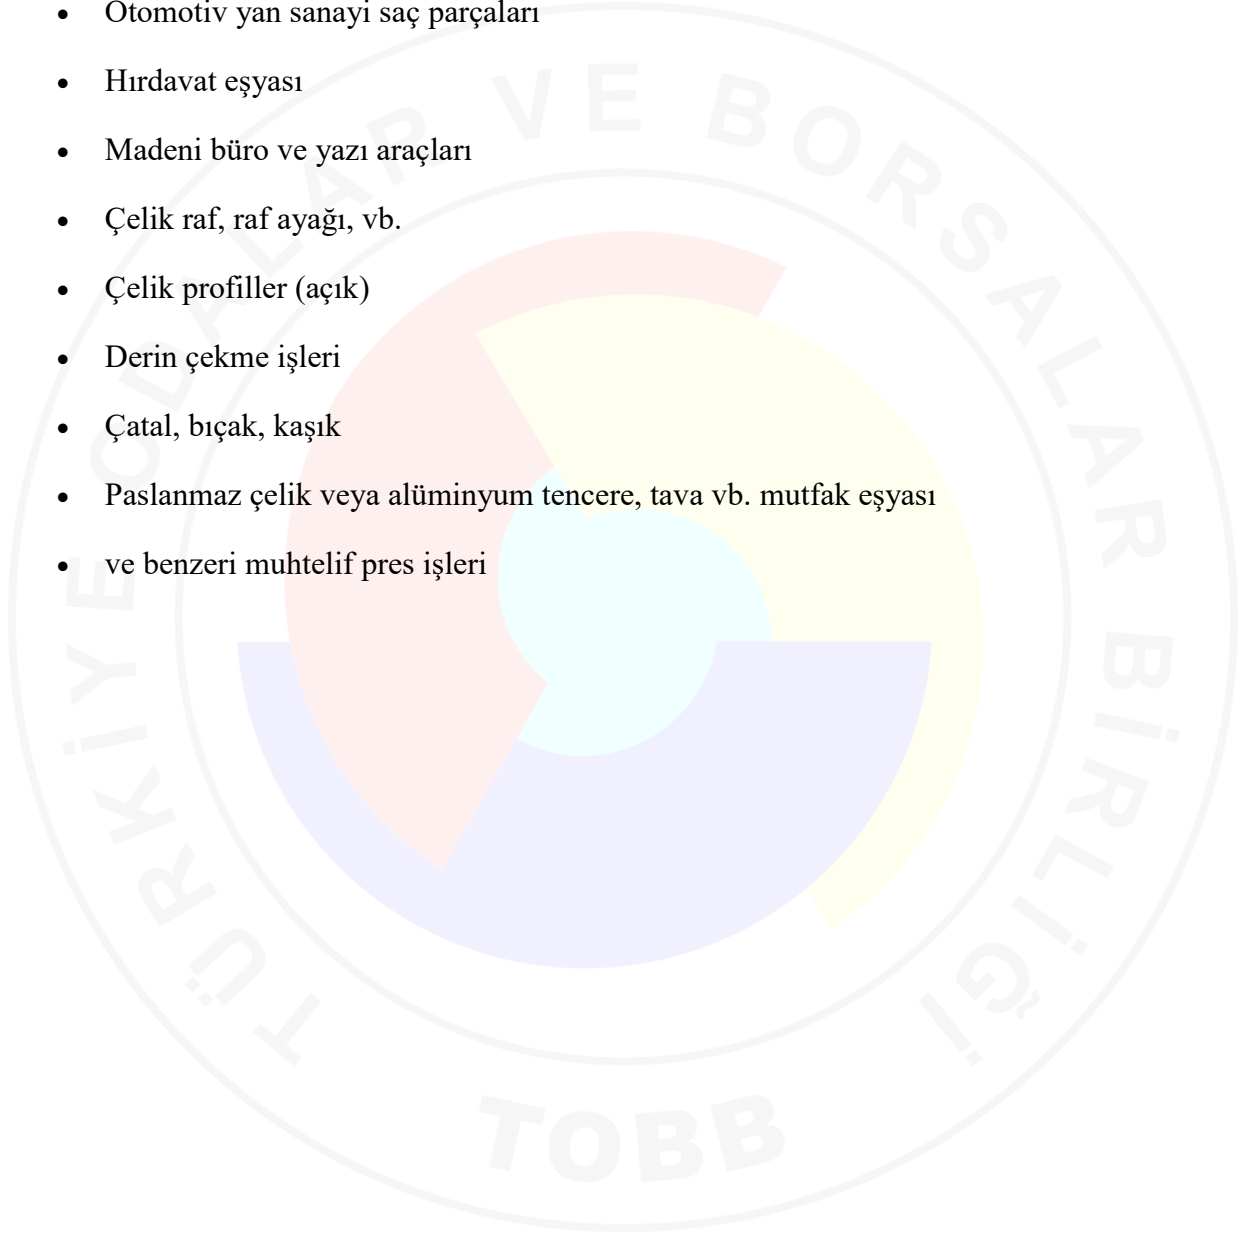 • Otomotiv yan sanayi saç parçaları
• Hırdavat eşyası
• Madeni büro ve yazı araçları
• Çelik raf, raf ayağı, vb.
• Çelik profiller (açık)
• Derin çekme işleri
• Çatal, bıçak, kaşık
• Paslanmaz çelik veya alüminyum tencere, tava vb. mutfak eşyası
• ve benzeri muhtelif pres işleri
TÜRKİYE ODALAR VE BORSALAR BİRLİĞİ
TOBB